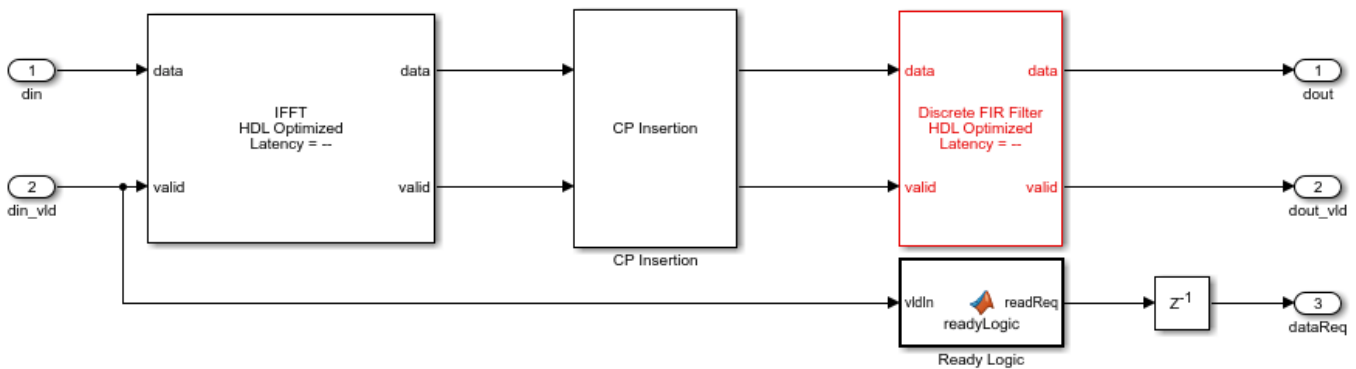 1
din
2
din_vld
data
data
IFFT
HDL Optimized
Latency = --
valid
valid
CP Insertion
CP Insertion
data
data
Discrete FIR Filter
HDL Optimized
Latency = --
valid
valid
vldIn
readReq
readyLogic
Ready Logic
z-1
1
dout
2
dout_vld
3
dataReq